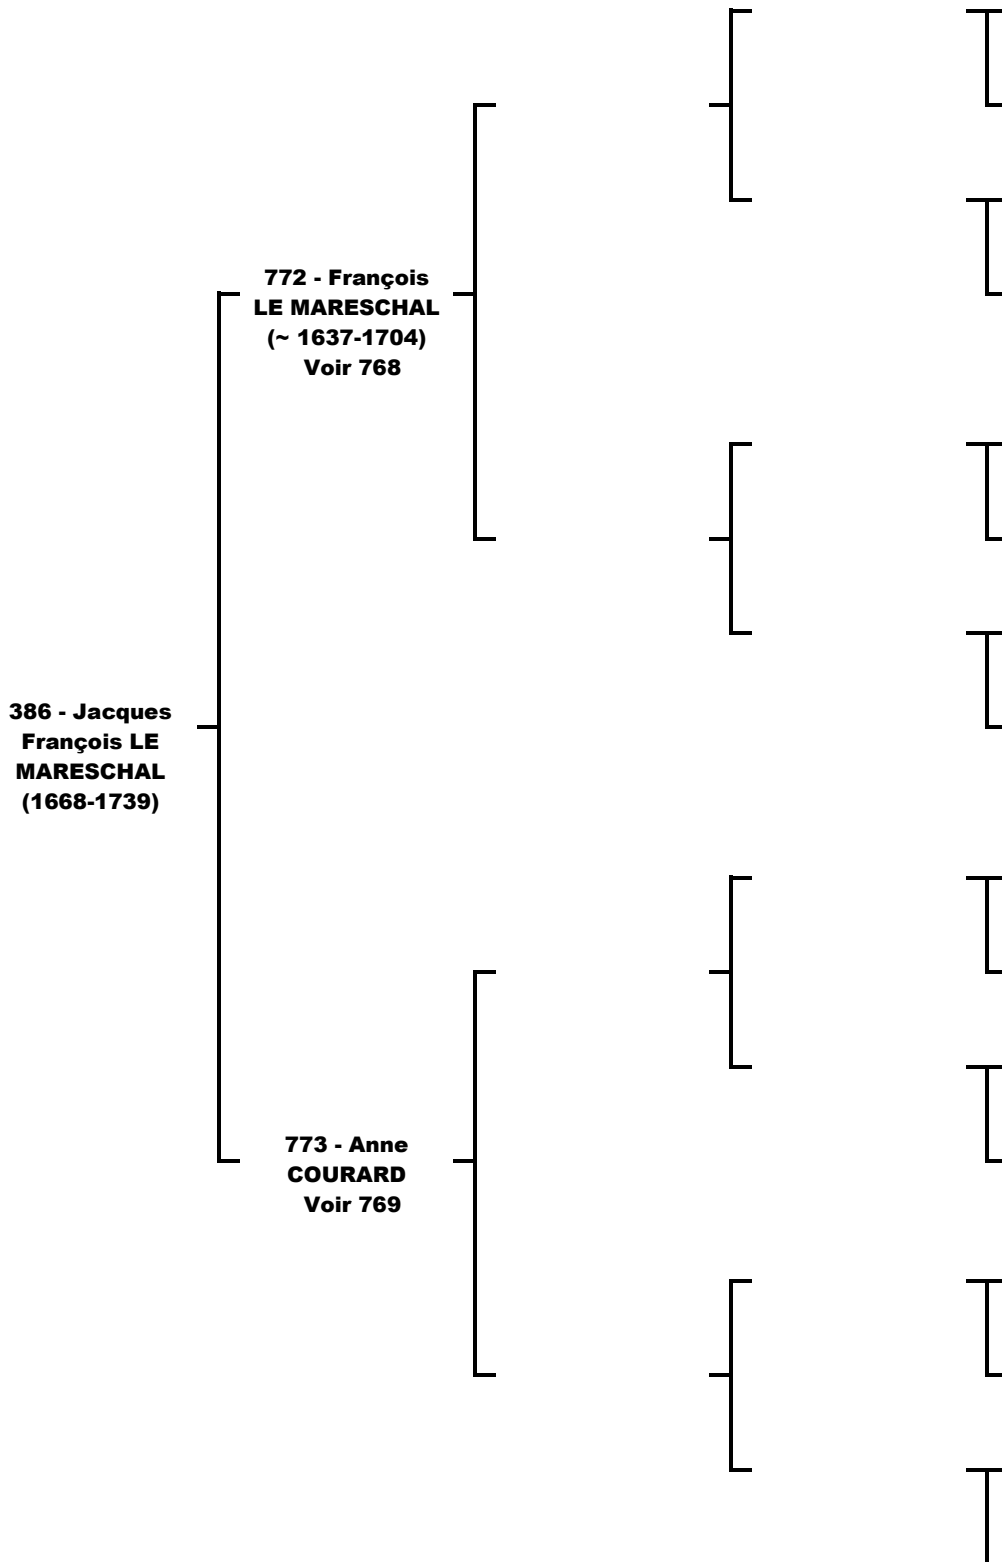 772 - François
LE MARESCHAL
(~ 1637-1704)
Voir 768
386 - Jacques
François LE
MARESCHAL
(1668-1739)
773 - Anne
COURARD
Voir 769